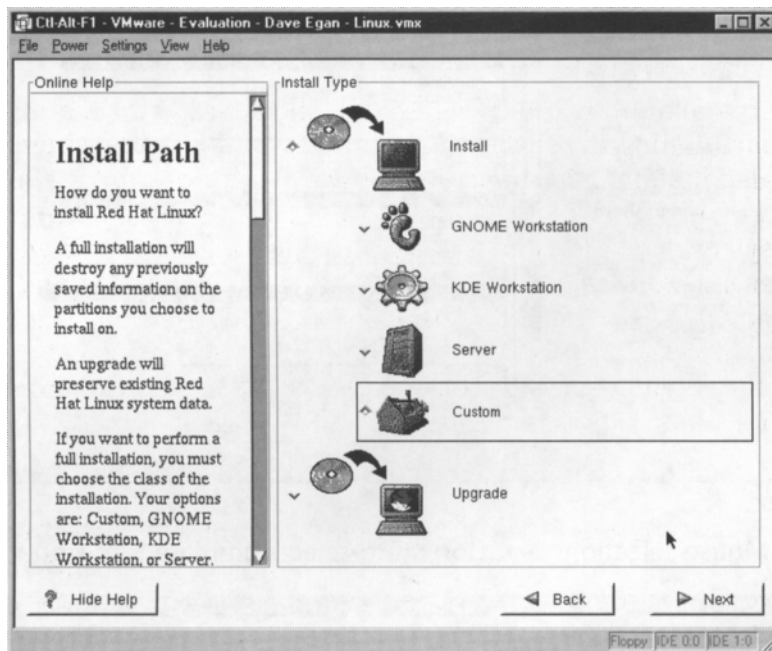 Ctl-Alt-F1 - VMware - Evaluation - Dave Egan - Linux.vmx
File Power Settings View Help
Online Help
Install Path
How do you want to
install Red Hat Linux?
A full installation will
destroy any previously
saved information on the
partitions you choose to
install on.
An upgrade will
preserve existing Red
Hat Linux system data.
If you want to perform a
full installation, you must
choose the class of the
installation. Your options
are: Custom, GNOME
Workstation, KDE
Workstation, or Server.
Install Type
Install
GNOME Workstation
KDE Workstation
Server
Custom
Upgrade
Hide Help
Back
Next
Floppy IDE 0:0 IDE 1:0